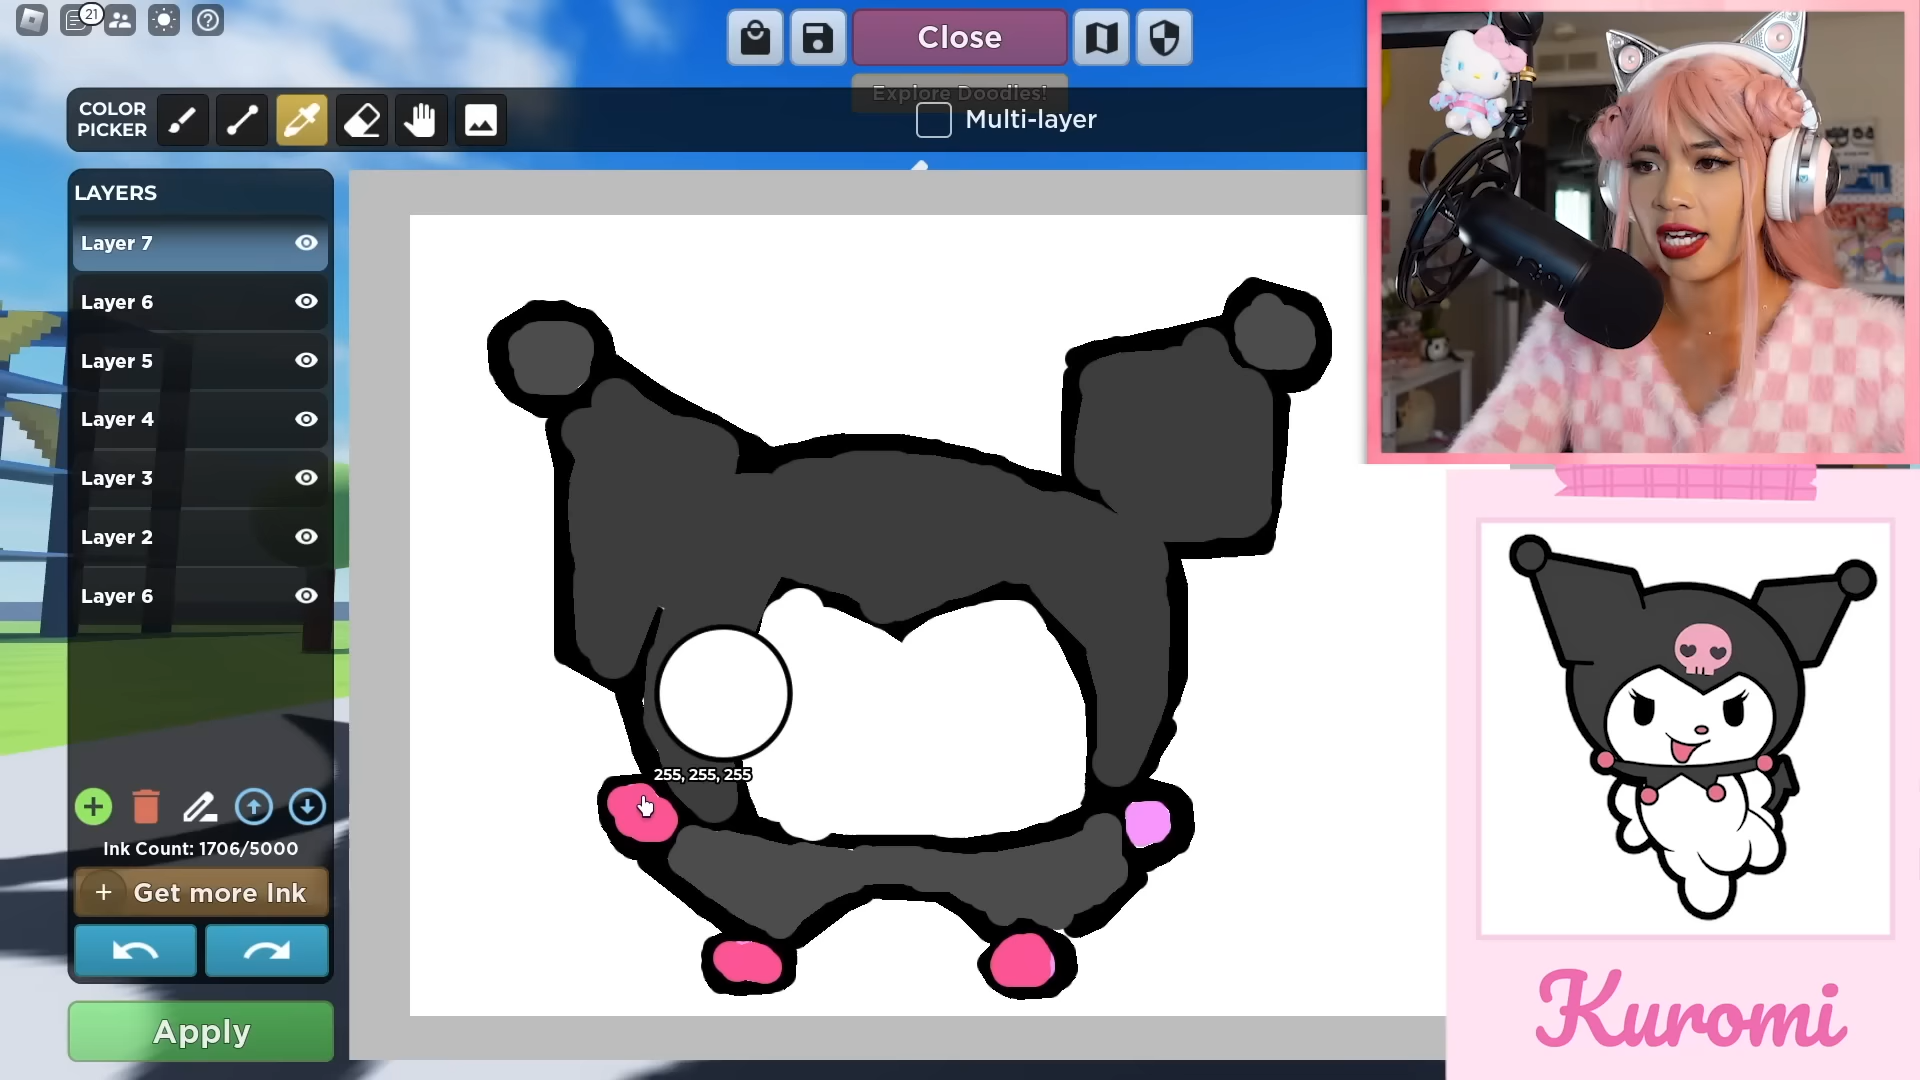 21
Close
Explore Doodles!
COLOR
PICKER
Multi-layer
LAYERS
Layer 7
Layer 6
Layer 5
Layer 4
Layer 3
Layer 2
Layer 6
255, 255, 255
Ink Count: 1706/5000
+ Get more Ink
Apply
Kuromi